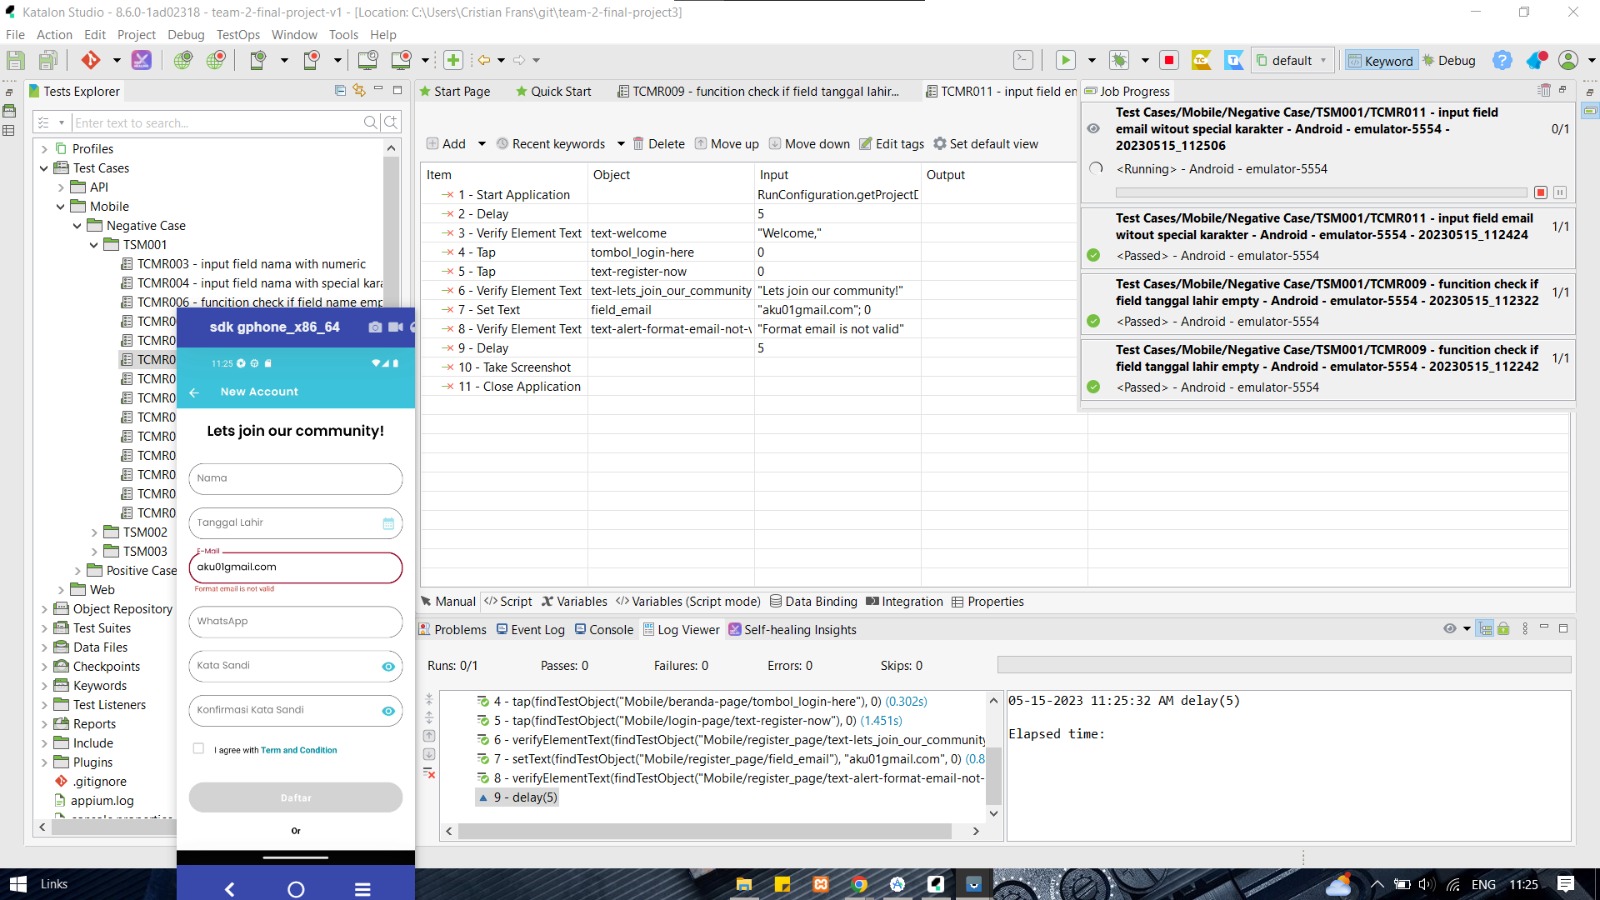 Katalon Studio - 8.6.0-1ad02318 - team-2-final-project-v1 - [Location: C:\Users\Cristian Frans\git\team-2-final-project3]
File Action Edit Project Debug TestOps Window Tools Help
default Keyword Debug
Tests Explorer
Enter text to search...
Profiles
Test Cases
API
Mobile
Negative Case
TSM001
TCMR003 - input field nama with numeric
TCMR004 - input field nama with special kara
TCMR006 - funcition check if field name emp
TCMR0
TCMR0
TCMR0
TCMR0
TCMR0
TCMR0
TCMR0
TCMR0
TCMR0
TCMR0
TCMR0
TSM002
TSM003
Positive Case
Web
Object Repository
Test Suites
Data Files
Checkpoints
Keywords
Test Listeners
Reports
Include
Plugins
.gitignore
appium.log
console.properties
sdk gphone_x86_64
11:25
New Account
Lets join our community!
Nama
Tanggal Lahir
E-Mail
aku01gmail.com
Format email is not valid
WhatsApp
Kata Sandi
Konfirmasi Kata Sandi
I agree with Term and Condition
Daftar
Or
Start Page Quick Start TCMR009 - funcition check if field tanggal lahir... TCMR011 - input field en
Add Recent keywords Delete Move up Move down Edit tags Set default view
Item Object Input Output
1 - Start Application RunConfiguration.getProjectD
2 - Delay 5
3 - Verify Element Text text-welcome "Welcome,"
4 - Tap tombol_login-here 0
5 - Tap text-register-now 0
6 - Verify Element Text text-lets_join_our_community "Lets join our community!"
7 - Set Text field_email "aku01gmail.com"; 0
8 - Verify Element Text text-alert-format-email-not-v "Format email is not valid"
9 - Delay 5
10 - Take Screenshot
11 - Close Application
Manual Script Variables Variables (Script mode) Data Binding Integration Properties
Job Progress
Test Cases/Mobile/Negative Case/TSM001/TCMR011 - input field
email witout special karakter - Android - emulator-5554 -
20230515_112506
0/1
<Running> - Android - emulator-5554
Test Cases/Mobile/Negative Case/TSM001/TCMR011 - input field email
witout special karakter - Android - emulator-5554 - 20230515_112424
1/1
<Passed> - Android - emulator-5554
Test Cases/Mobile/Negative Case/TSM001/TCMR009 - funcition check if
field tanggal lahir empty - Android - emulator-5554 - 20230515_112322
1/1
<Passed> - Android - emulator-5554
Test Cases/Mobile/Negative Case/TSM001/TCMR009 - funcition check if
field tanggal lahir empty - Android - emulator-5554 - 20230515_112242
1/1
<Passed> - Android - emulator-5554
Problems Event Log Console Log Viewer Self-healing Insights
Runs: 0/1 Passes: 0 Failures: 0 Errors: 0 Skips: 0
4 - tap(findTestObject("Mobile/beranda-page/tombol_login-here"), 0) (0.302s)
5 - tap(findTestObject("Mobile/login-page/text-register-now"), 0) (1.451s)
6 - verifyElementText(findTestObject("Mobile/register_page/text-lets_join_our_community
7 - setText(findTestObject("Mobile/register_page/field_email"), "aku01gmail.com", 0) (0.8
8 - verifyElementText(findTestObject("Mobile/register_page/text-alert-format-email-not-
9 - delay(5)
05-15-2023 11:25:32 AM delay(5)
Elapsed time:
Links
ENG 11:25